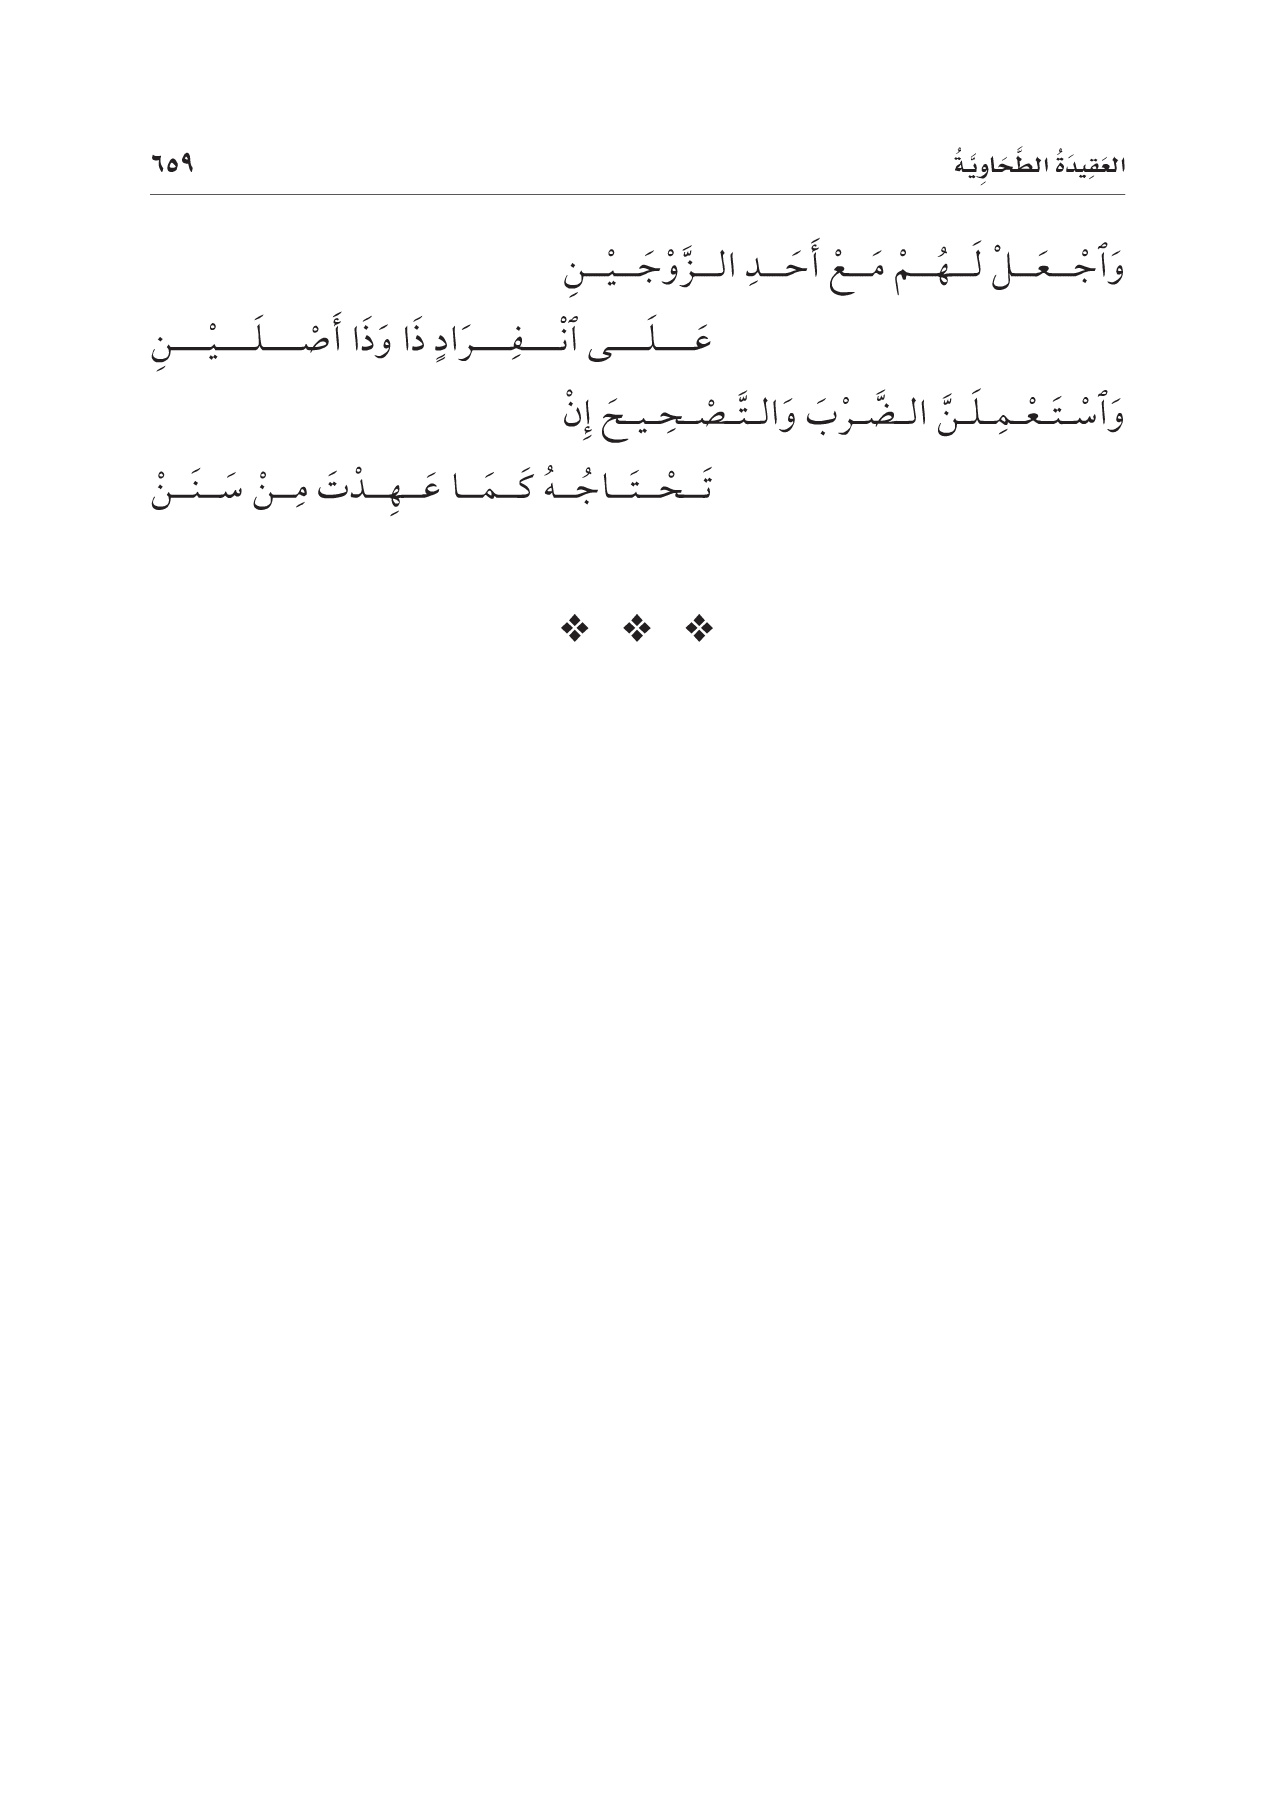 العَقِيدَةُ الطَّحَاوِيَّةُ ٦٥٩
وَٱجْعَلْ لَهُمْ مَعْ أَحَدِ الزَّوْجَيْنِ
عَلَى ٱنْفِرَادٍ ذَا وَذَا أَصْلَيْنِ
وَٱسْتَعْمِلَنَّ الضَّرْبَ وَالتَّصْحِيحَ إِنْ
تَحْتَاجُهُ كَمَا عَهِدْتَ مِنْ سَنَنْ